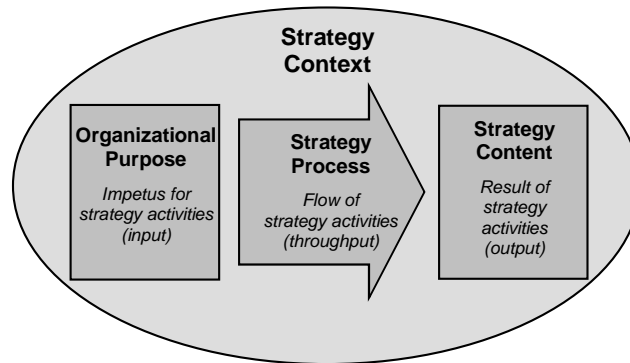 Strategy
Context
Organizational
Purpose
Impetus for
strategy activities
(input)
Strategy
Process
Flow of
strategy activities
(throughput)
Strategy
Content
Result of
strategy
activities
(output)